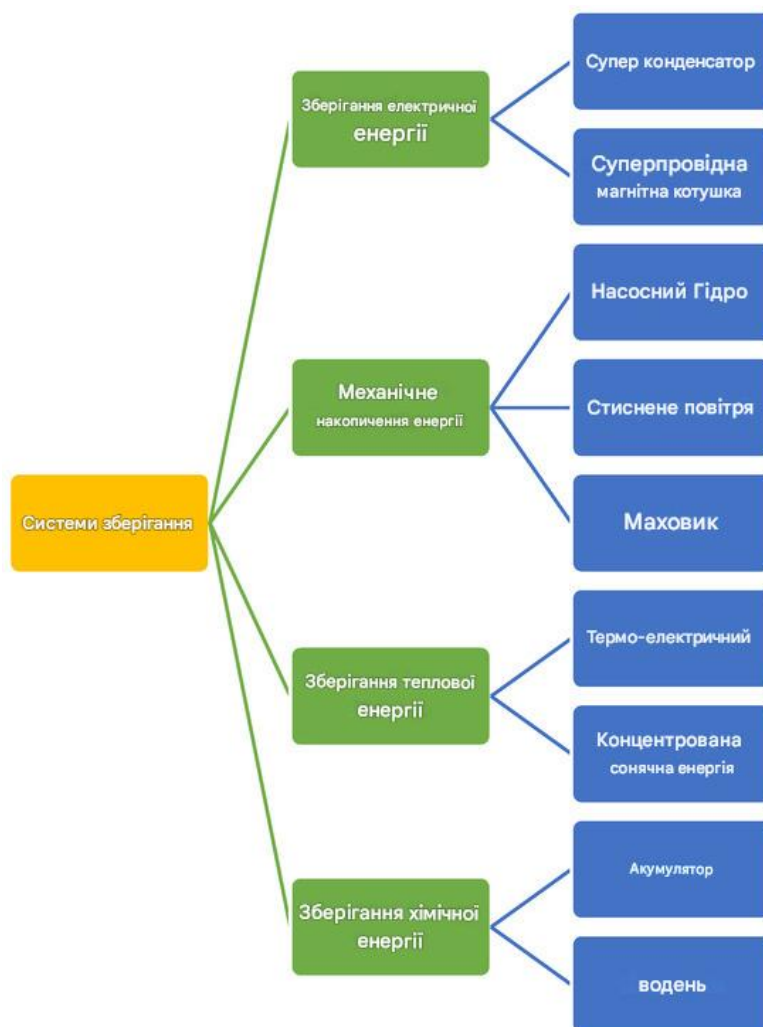 Системи зберігання
Зберігання електричної
енергії
Супер конденсатор
Суперпровідна
магнітна котушка
Механічне
накопичення енергії
Насосний Гідро
Стиснене повітря
Маховик
Зберігання теплової
енергії
Термо-електричний
Концентрована
сонячна енергія
Зберігання хімічної
енергії
Акумулятор
водень